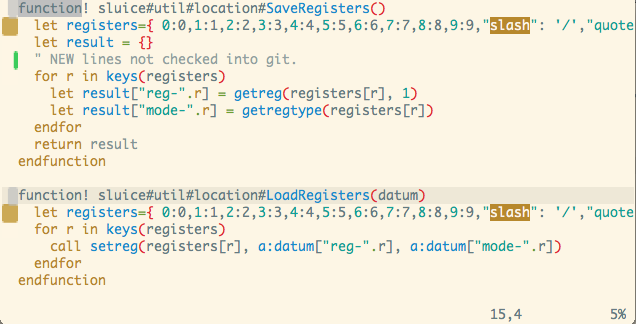 function! sluice#util#location#SaveRegisters()
  let registers={ 0:0,1:1,2:2,3:3,4:4,5:5,6:6,7:7,8:8,9:9,"slash": '/',"quote
  let result = {}
  " NEW lines not checked into git.
  for r in keys(registers)
    let result["reg-".r] = getreg(registers[r], 1)
    let result["mode-".r] = getregtype(registers[r])
  endfor
  return result
endfunction
function! sluice#util#location#LoadRegisters(datum)
  let registers={ 0:0,1:1,2:2,3:3,4:4,5:5,6:6,7:7,8:8,9:9,"slash": '/',"quote
  for r in keys(registers)
    call setreg(registers[r], a:datum["reg-".r], a:datum["mode-".r])
  endfor
endfunction
15,4 5%